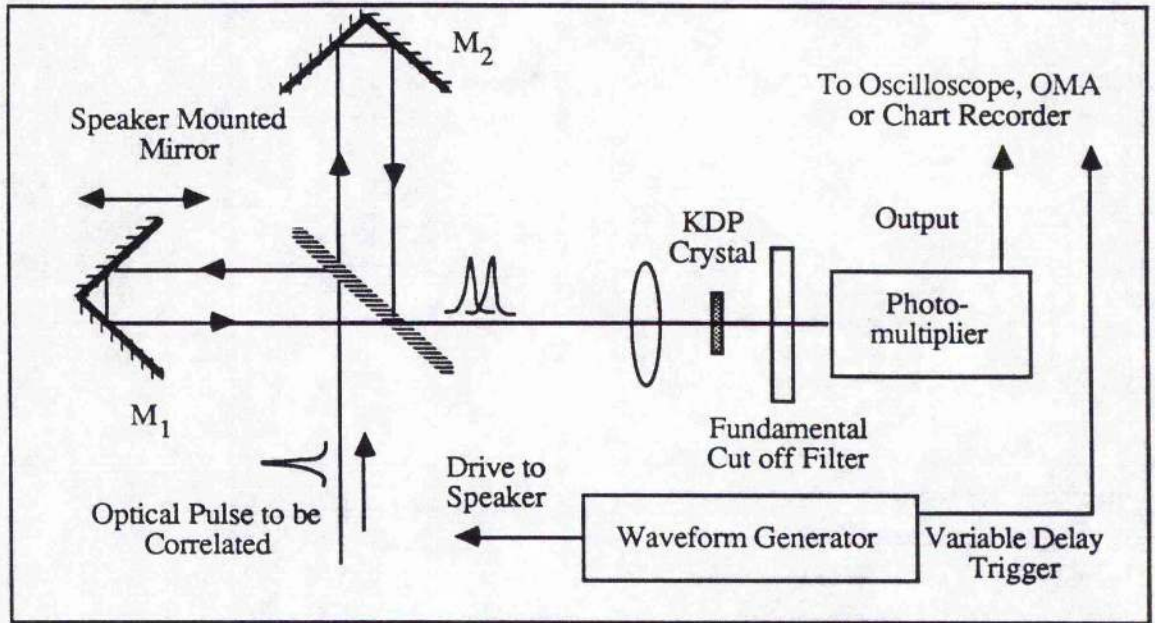 M2
To Oscilloscope, OMA
or Chart Recorder
Speaker Mounted
Mirror
KDP
Crystal
Output
Photo-
multiplier
M1
Fundamental
Cut off Filter
Drive to
Speaker
Optical Pulse to be
Correlated
Waveform Generator
Variable Delay
Trigger